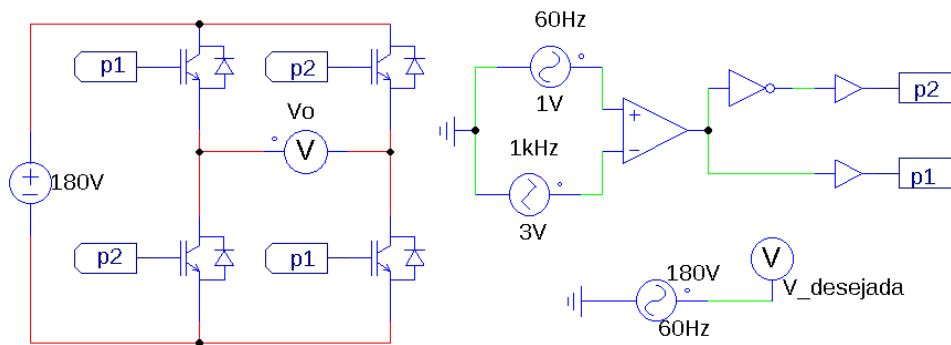 60Hz
p1
p2
p2
1V
Vo
+
V
1kHz
−
180V
p1
3V
p2
p1
180V
V
V_desejada
60Hz